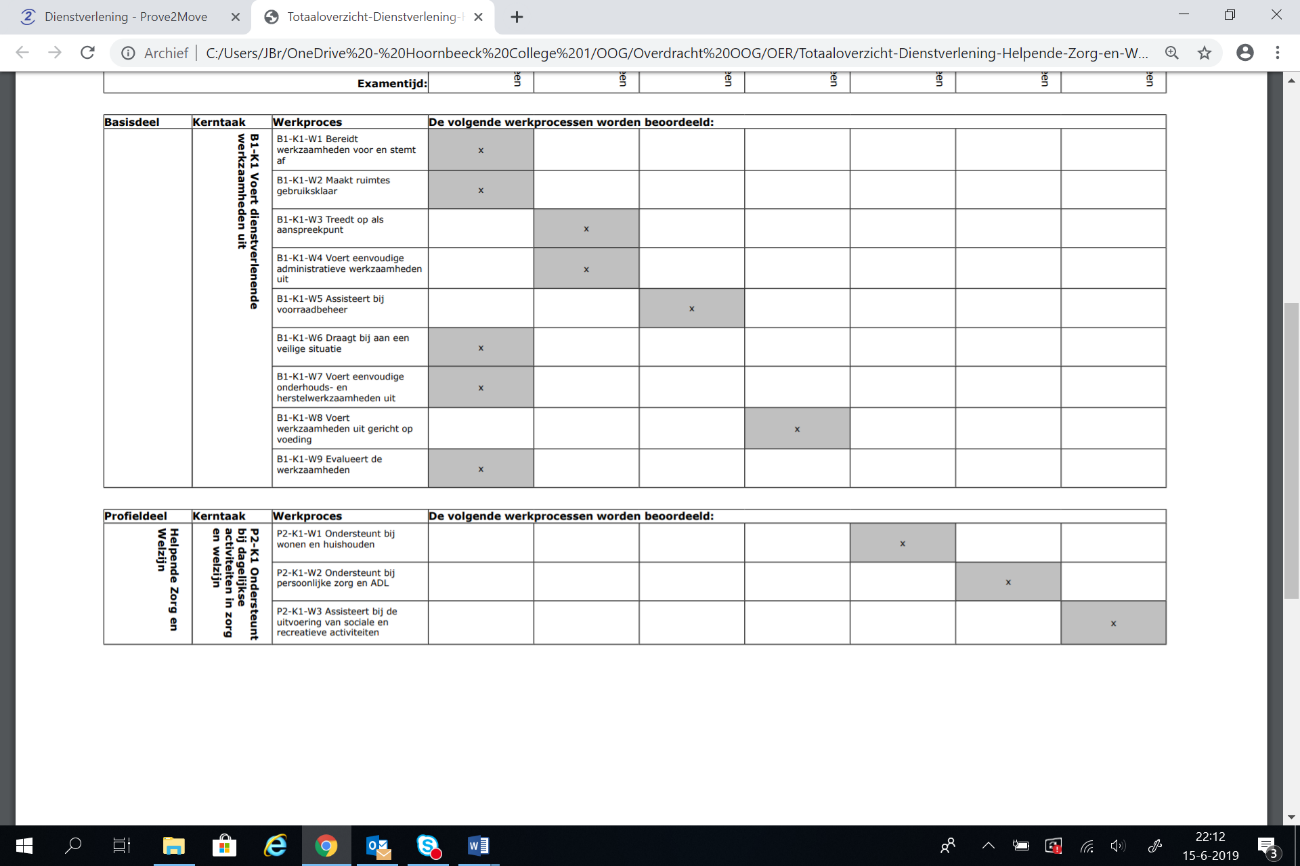 Dienstverlening - Prove2Move
Totaaloverzicht-Dienstverlening-
Archief
C:/Users/JBr/OneDrive%20-%20Hoornbeeck%20College%201/OOG/Overdracht%20OOG/OER/Totaaloverzicht-Dienstverlening-Helpende-Zorg-en-W...
Examentijd:
Basisdeel Kerntaak Werkproces De volgende werkprocessen worden beoordeeld:
B1-K1 Voert dienstverlenende
werkzaamheden uit
B1-K1-W1 Bereidt
werkzaamheden voor en stemt
af
x
B1-K1-W2 Maakt ruimtes
gebruiksklaar
x
B1-K1-W3 Treedt op als
aanspreekpunt
x
B1-K1-W4 Voert eenvoudige
administratieve werkzaamheden
uit
x
B1-K1-W5 Assisteert bij
voorraadbeheer
x
B1-K1-W6 Draagt bij aan een
veilige situatie
x
B1-K1-W7 Voert eenvoudige
onderhouds- en
herstelwerkzaamheden uit
x
B1-K1-W8 Voert
werkzaamheden uit gericht op
voeding
x
B1-K1-W9 Evalueert de
werkzaamheden
x
Profieldeel Kerntaak Werkproces De volgende werkprocessen worden beoordeeld:
Helpende Zorg en
Welzijn
P2-K1 Ondersteunt
bij dagelijkse
activiteiten in zorg
en welzijn
P2-K1-W1 Ondersteunt bij
wonen en huishouden
x
P2-K1-W2 Ondersteunt bij
persoonlijke zorg en ADL
x
P2-K1-W3 Assisteert bij de
uitvoering van sociale en
recreatieve activiteiten
x
22:12
15-6-2019
3